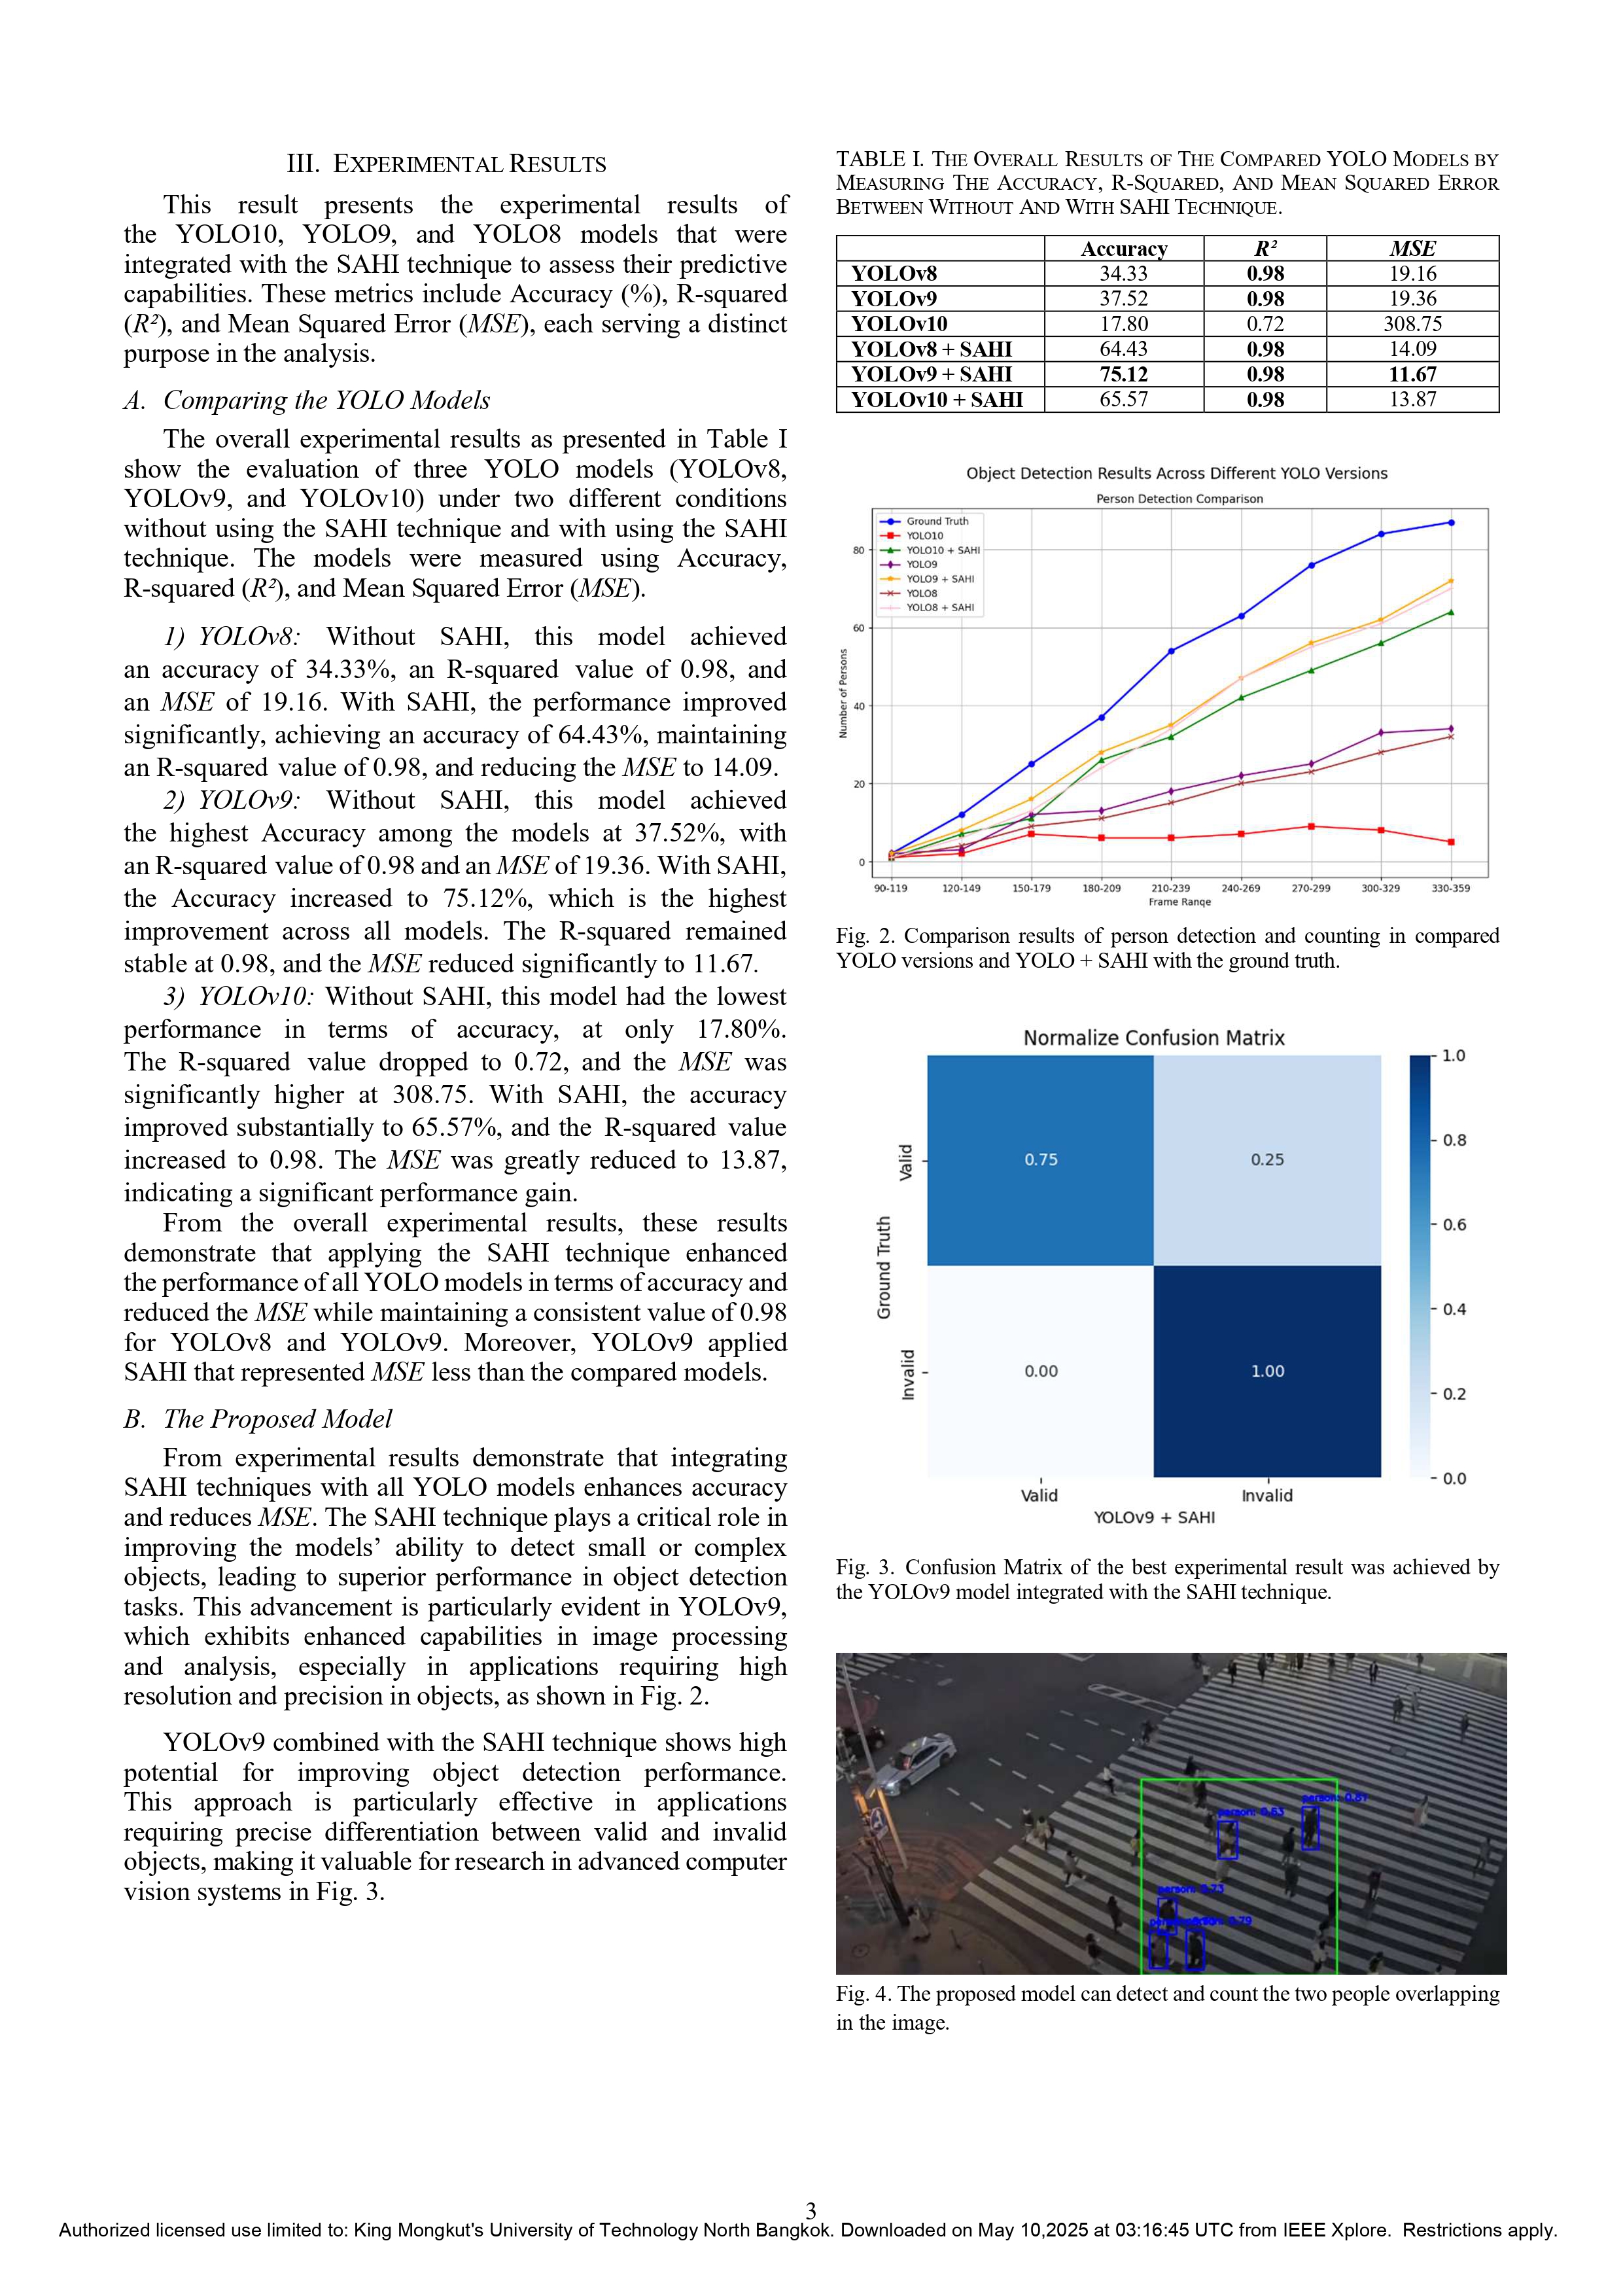 III. EXPERIMENTAL RESULTS
This result presents the experimental results of
the YOLO10, YOLO9, and YOLO8 models that were
integrated with the SAHI technique to assess their predictive
capabilities. These metrics include Accuracy (%), R-squared
(R²), and Mean Squared Error (MSE), each serving a distinct
purpose in the analysis.
A. Comparing the YOLO Models
The overall experimental results as presented in Table I
show the evaluation of three YOLO models (YOLOv8,
YOLOv9, and YOLOv10) under two different conditions
without using the SAHI technique and with using the SAHI
technique. The models were measured using Accuracy,
R-squared (R²), and Mean Squared Error (MSE).
1) YOLOv8: Without SAHI, this model achieved
an accuracy of 34.33%, an R-squared value of 0.98, and
an MSE of 19.16. With SAHI, the performance improved
significantly, achieving an accuracy of 64.43%, maintaining
an R-squared value of 0.98, and reducing the MSE to 14.09.
2) YOLOv9: Without SAHI, this model achieved
the highest Accuracy among the models at 37.52%, with
an R-squared value of 0.98 and an MSE of 19.36. With SAHI,
the Accuracy increased to 75.12%, which is the highest
improvement across all models. The R-squared remained
stable at 0.98, and the MSE reduced significantly to 11.67.
3) YOLOv10: Without SAHI, this model had the lowest
performance in terms of accuracy, at only 17.80%.
The R-squared value dropped to 0.72, and the MSE was
significantly higher at 308.75. With SAHI, the accuracy
improved substantially to 65.57%, and the R-squared value
increased to 0.98. The MSE was greatly reduced to 13.87,
indicating a significant performance gain.
From the overall experimental results, these results
demonstrate that applying the SAHI technique enhanced
the performance of all YOLO models in terms of accuracy and
reduced the MSE while maintaining a consistent value of 0.98
for YOLOv8 and YOLOv9. Moreover, YOLOv9 applied
SAHI that represented MSE less than the compared models.
B. The Proposed Model
From experimental results demonstrate that integrating
SAHI techniques with all YOLO models enhances accuracy
and reduces MSE. The SAHI technique plays a critical role in
improving the models' ability to detect small or complex
objects, leading to superior performance in object detection
tasks. This advancement is particularly evident in YOLOv9,
which exhibits enhanced capabilities in image processing
and analysis, especially in applications requiring high
resolution and precision in objects, as shown in Fig. 2.
YOLOv9 combined with the SAHI technique shows high
potential for improving object detection performance.
This approach is particularly effective in applications
requiring precise differentiation between valid and invalid
objects, making it valuable for research in advanced computer
vision systems in Fig. 3.
TABLE I. THE OVERALL RESULTS OF THE COMPARED YOLO MODELS BY
MEASURING THE ACCURACY, R-SQUARED, AND MEAN SQUARED ERROR
BETWEEN WITHOUT AND WITH SAHI TECHNIQUE.
Accuracy R² MSE
YOLOv8 34.33 0.98 19.16
YOLOv9 37.52 0.98 19.36
YOLOv10 17.80 0.72 308.75
YOLOv8 + SAHI 64.43 0.98 14.09
YOLOv9 + SAHI 75.12 0.98 11.67
YOLOv10 + SAHI 65.57 0.98 13.87
Object Detection Results Across Different YOLO Versions
Person Detection Comparison
Ground Truth
YOLO10
YOLO10 + SAHI
YOLO9
YOLO9 + SAHI
YOLO8
YOLO8 + SAHI
Number of Persons
80
60
40
20
0
90-119 120-149 150-179 180-209 210-239 240-269 270-299 300-329 330-359
Frame Range
Fig. 2. Comparison results of person detection and counting in compared
YOLO versions and YOLO + SAHI with the ground truth.
Normalize Confusion Matrix
Ground Truth
Valid 0.75 0.25
Invalid 0.00 1.00
Valid Invalid
YOLOv9 + SAHI
1.0
0.8
0.6
0.4
0.2
0.0
Fig. 3. Confusion Matrix of the best experimental result was achieved by
the YOLOv9 model integrated with the SAHI technique.
person: 0.81
person: 0.63
person: 0.73
0.79
Fig. 4. The proposed model can detect and count the two people overlapping
in the image.
3
Authorized licensed use limited to: King Mongkut's University of Technology North Bangkok. Downloaded on May 10,2025 at 03:16:45 UTC from IEEE Xplore. Restrictions apply.